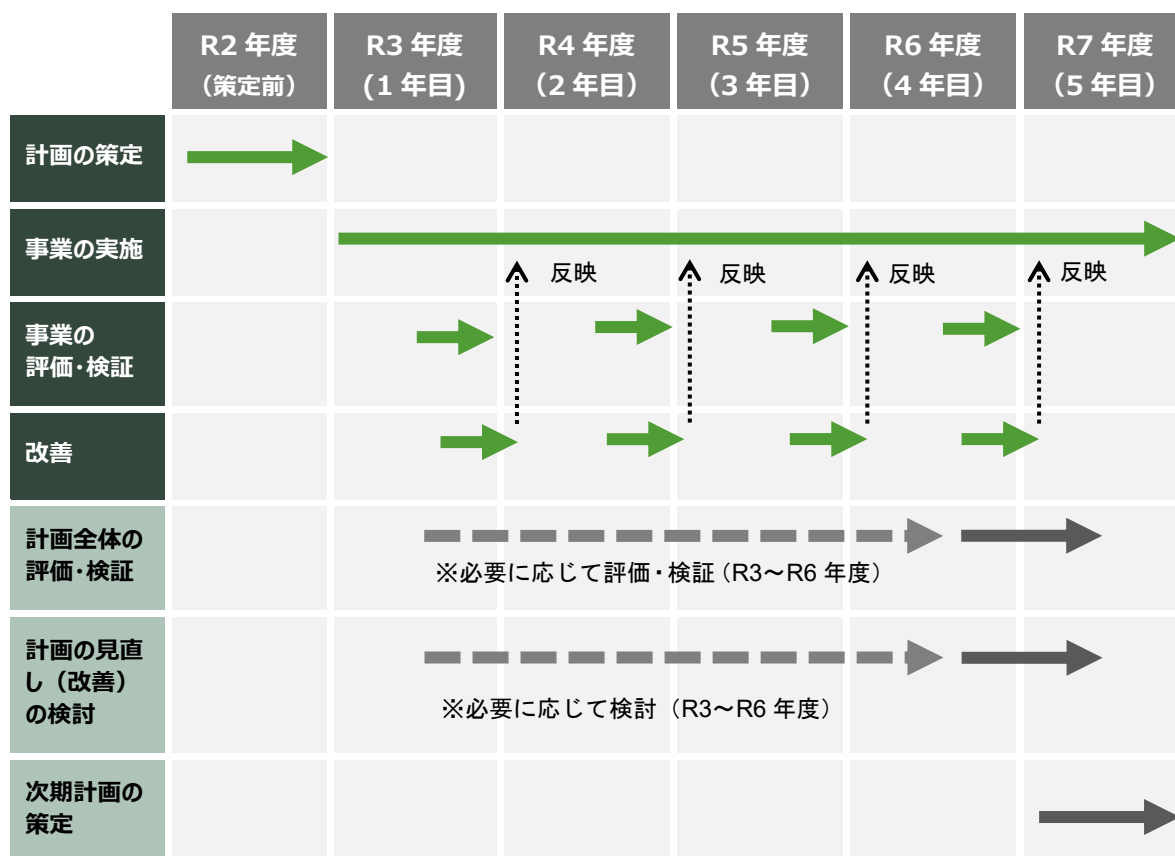 R2 年度
（策定前）
R3 年度
(1 年目)
R4 年度
（2 年目）
R5 年度
（3 年目）
R6 年度
（4 年目）
R7 年度
（5 年目）
計画の策定
事業の実施
反映
反映
反映
反映
事業の
評価・検証
改善
計画全体の
評価・検証
※必要に応じて評価・検証（R3～R6 年度）
計画の見直
し（改善）
の検討
※必要に応じて検討（R3～R6 年度）
次期計画の
策定